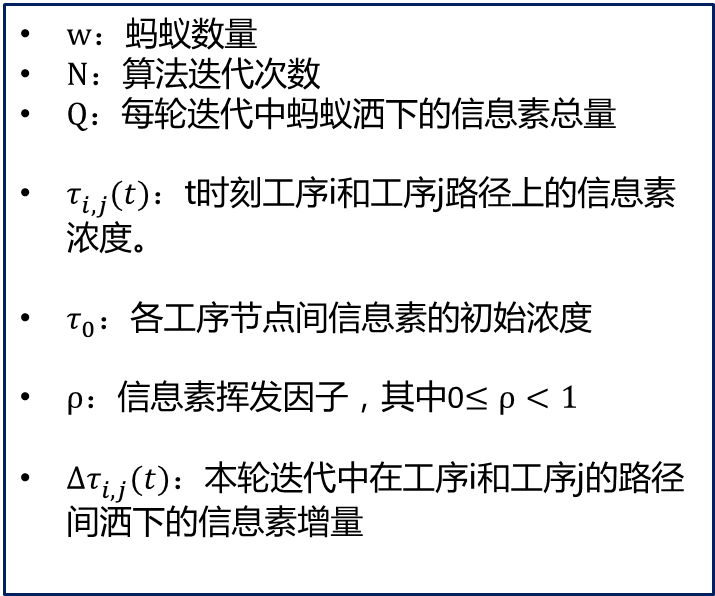 • w：蚂蚁数量
• N：算法迭代次数
• Q：每轮迭代中蚂蚁洒下的信息素总量
• τᵢ,ⱼ(t)：t时刻工序i和工序j路径上的信息素
浓度。
• τ₀：各工序节点间信息素的初始浓度
• ρ：信息素挥发因子，其中0≤ ρ < 1
• Δτᵢ,ⱼ(t)：本轮迭代中在工序i和工序j的路径
间洒下的信息素增量